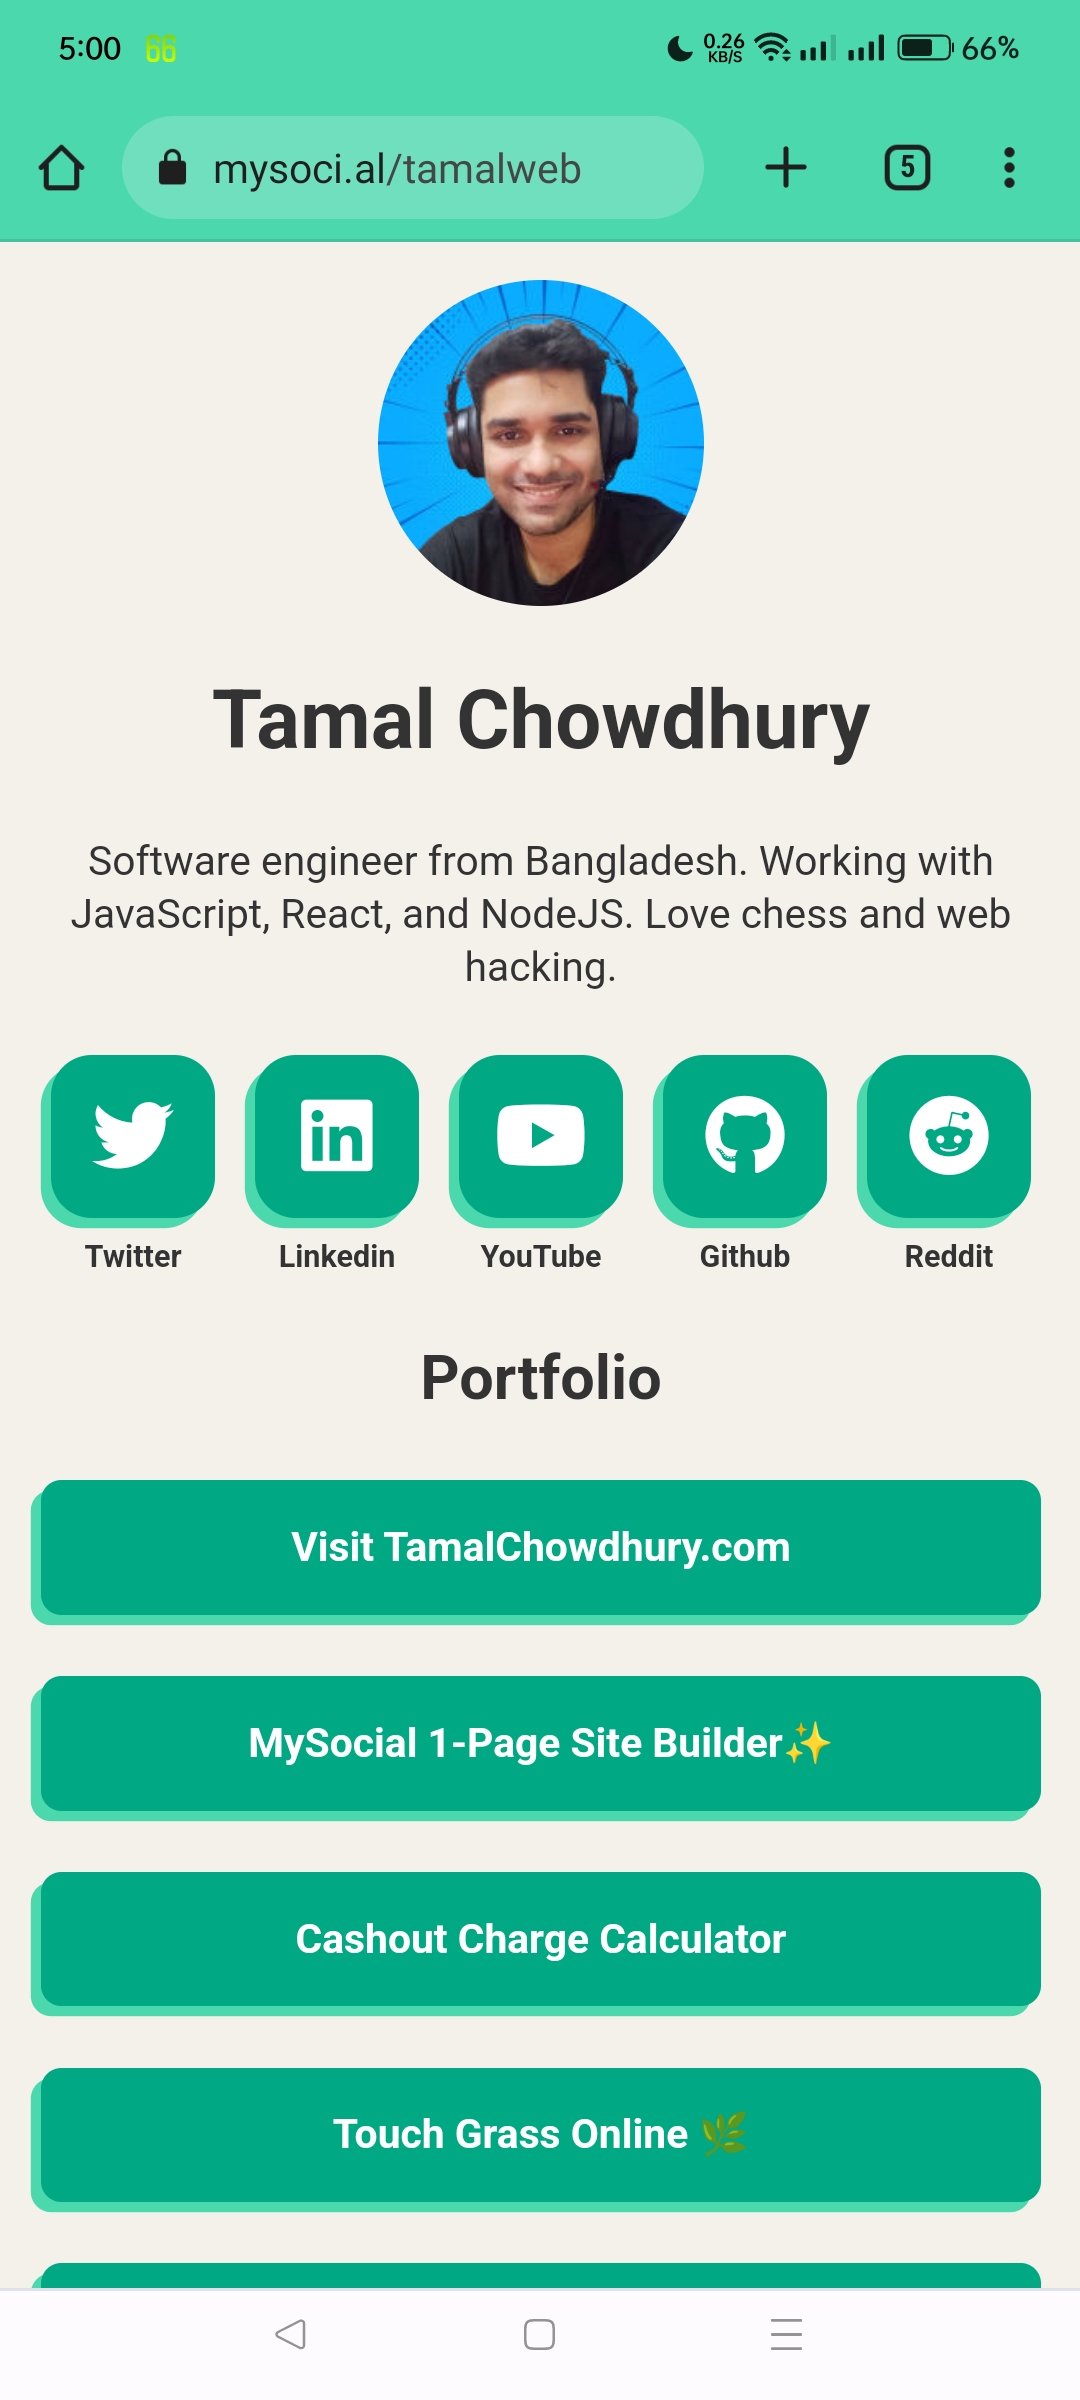 5:00 66 0.26 KB/S 66%
mysoci.al/tamalweb 5
Tamal Chowdhury
Software engineer from Bangladesh. Working with
JavaScript, React, and NodeJS. Love chess and web
hacking.
Twitter Linkedin YouTube Github Reddit
Portfolio
Visit TamalChowdhury.com
MySocial 1-Page Site Builder✨
Cashout Charge Calculator
Touch Grass Online 🌿